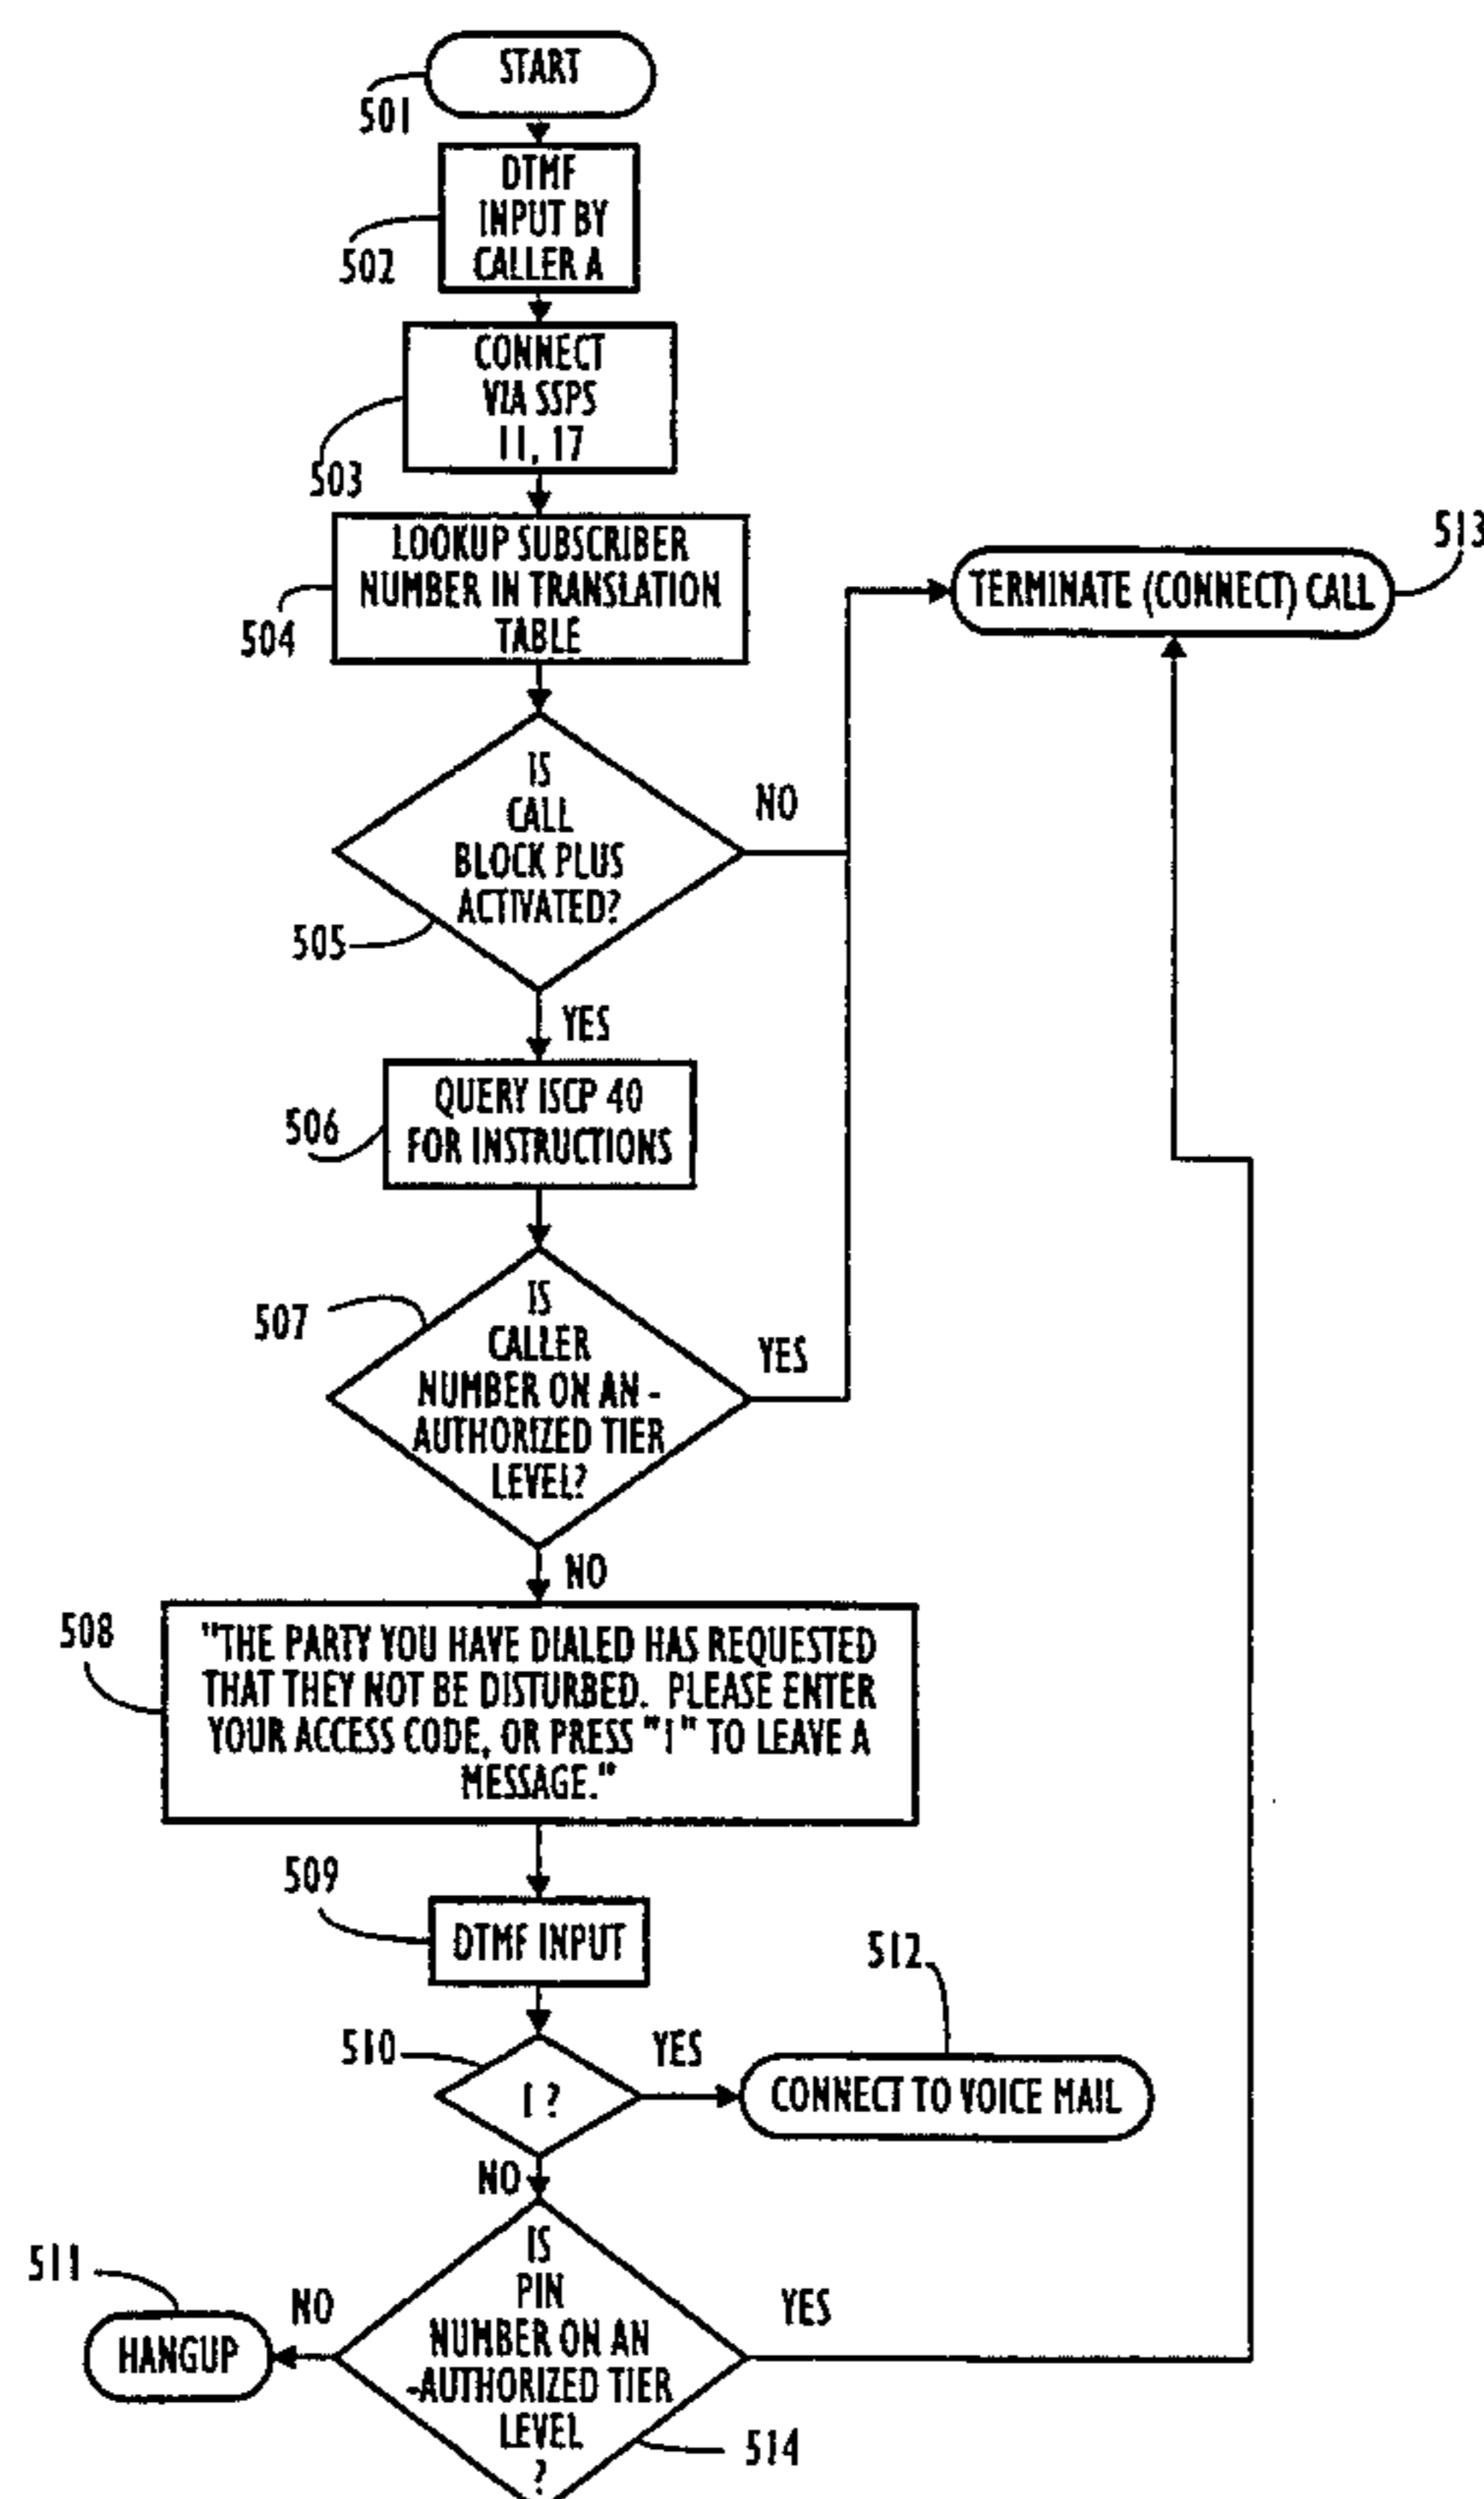 START
501
DTMF
INPUT BY
CALLER A
502
CONNECT
VIA SSPS
11, 17
503
LOOKUP SUBSCRIBER
NUMBER IN TRANSLATION
TABLE
504
513
TERMINATE (CONNECT) CALL
IS
CALL
BLOCK PLUS
ACTIVATED?
NO
505
YES
QUERY ISCP 40
FOR INSTRUCTIONS
506
507
IS
CALLER
NUMBER ON AN -
AUTHORIZED TIER
LEVEL?
YES
NO
508
"THE PARTY YOU HAVE DIALED HAS REQUESTED
THAT THEY NOT BE DISTURBED. PLEASE ENTER
YOUR ACCESS CODE, OR PRESS "1" TO LEAVE A
MESSAGE."
509
DTMF INPUT
512
510
1 ?
YES
CONNECT TO VOICE MAIL
NO
511
HANGUP
NO
IS
PIN
NUMBER ON AN
-AUTHORIZED TIER
LEVEL
?
YES
514